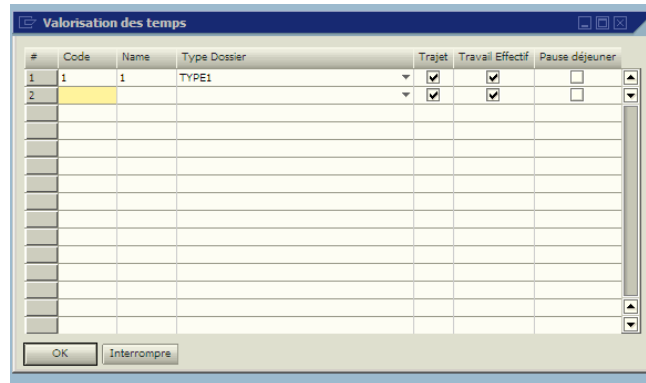 Valorisation des temps
# Code Name Type Dossier Trajet Travail Effectif Pause déjeuner
1 1 1 TYPE1
2
OK Interrompre